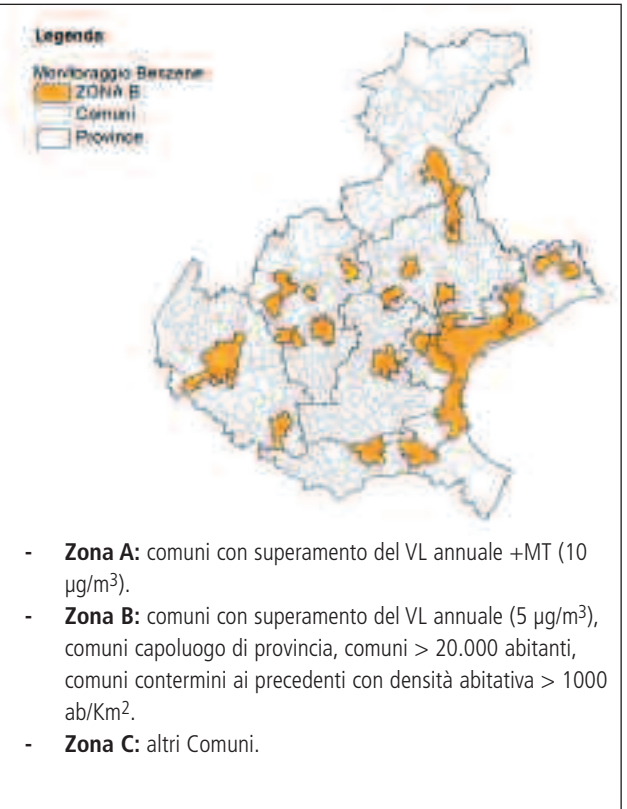 Legenda
Monitoraggio Benzene
ZONA B
Comuni
Province
- Zona A: comuni con superamento del VL annuale +MT (10
µg/m³).
- Zona B: comuni con superamento del VL annuale (5 µg/m³),
comuni capoluogo di provincia, comuni > 20.000 abitanti,
comuni contermini ai precedenti con densità abitativa > 1000
ab/Km².
- Zona C: altri Comuni.